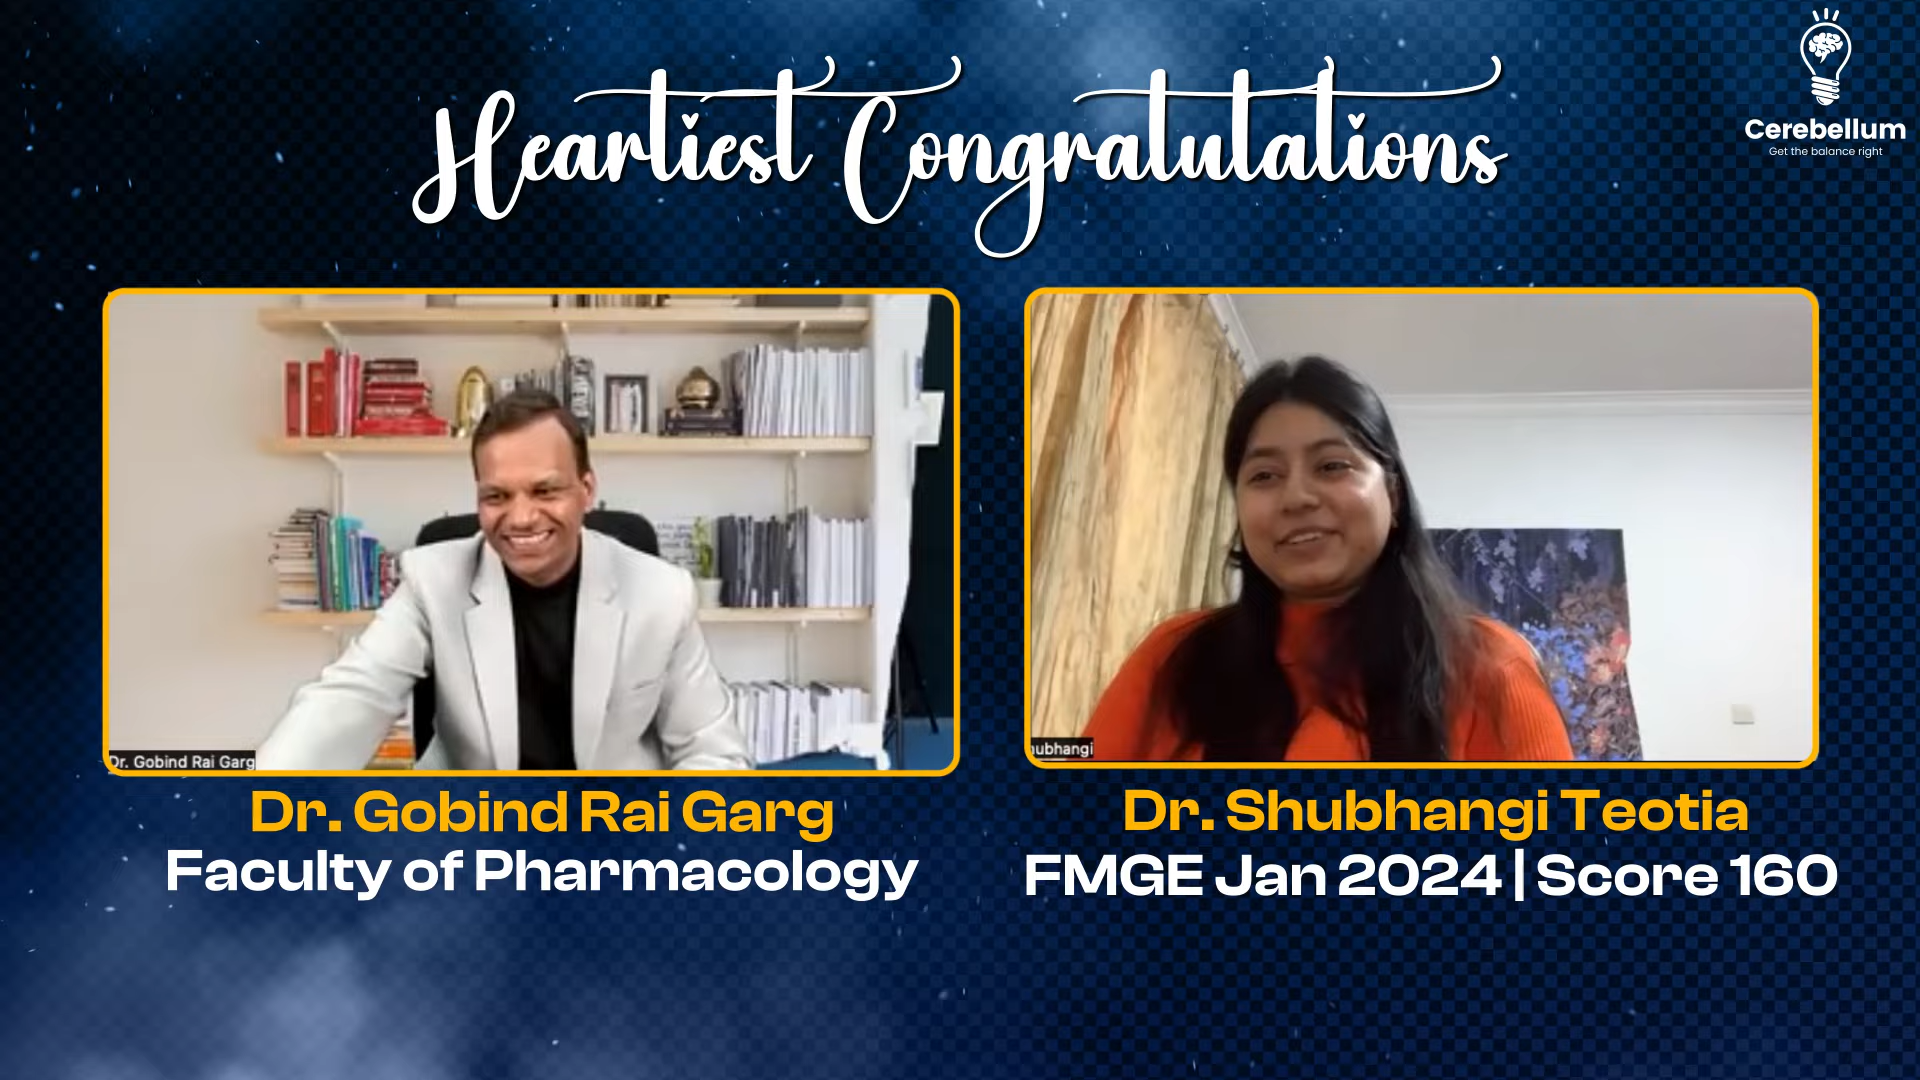 Heartiest Congratulations
Cerebellum
Get the balance right
Dr. Gobind Rai Garg
ubhangi
Dr. Gobind Rai Garg
Faculty of Pharmacology
Dr. Shubhangi Teotia
FMGE Jan 2024 | Score 160